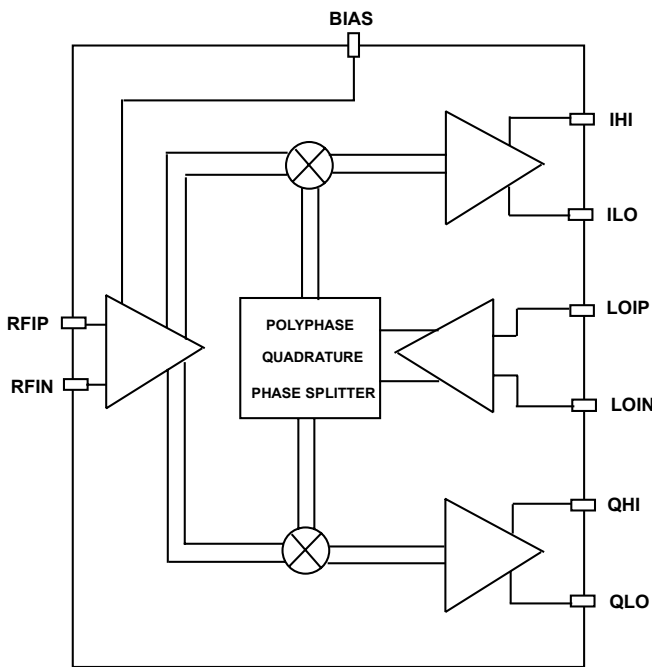 BIAS
IHI
ILO
RFIP
RFIN
POLYPHASE
QUADRATURE
PHASE SPLITTER
LOIP
LOIN
QHI
QLO